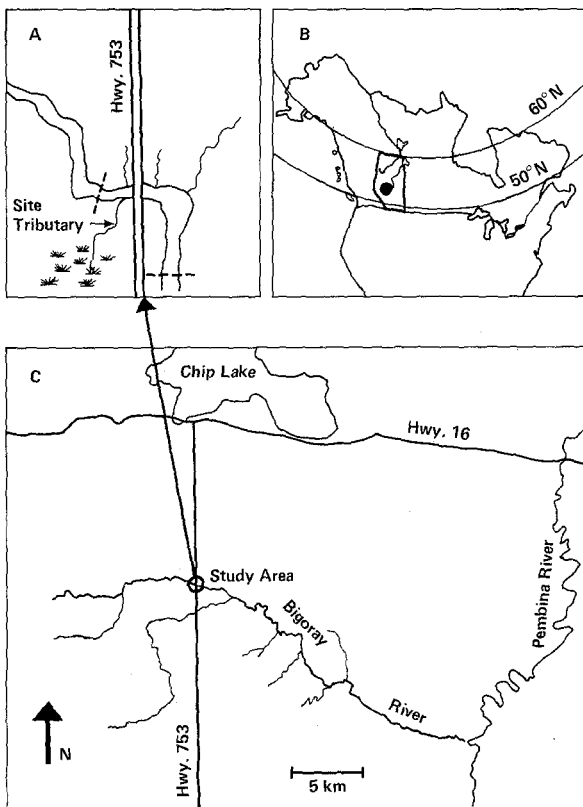 A
Hwy. 753
Site
Tributary
B
60°N
50°N
C
Chip Lake
Hwy. 16
Study Area
Bigoray
River
Pembina River
Hwy. 753
N
5 km